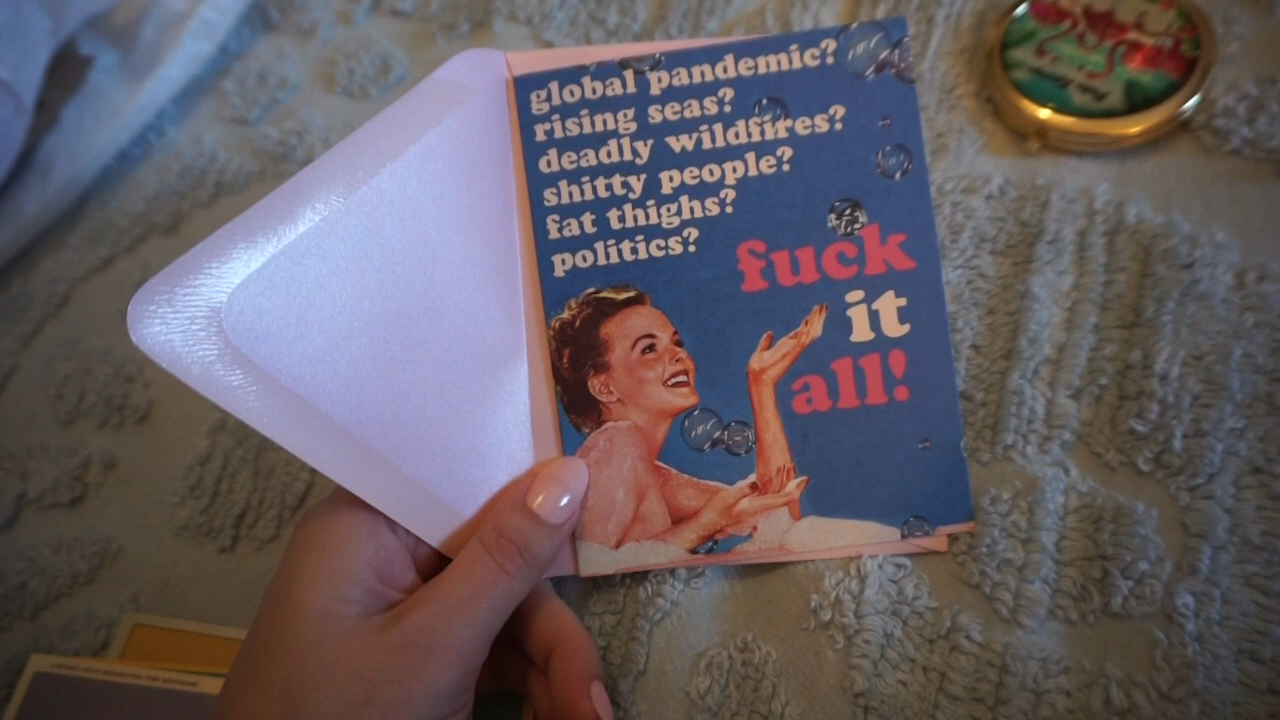 global pandemic?
rising seas?
deadly wildfires?
shitty people?
fat thighs?
politics?
fuck
it
all!